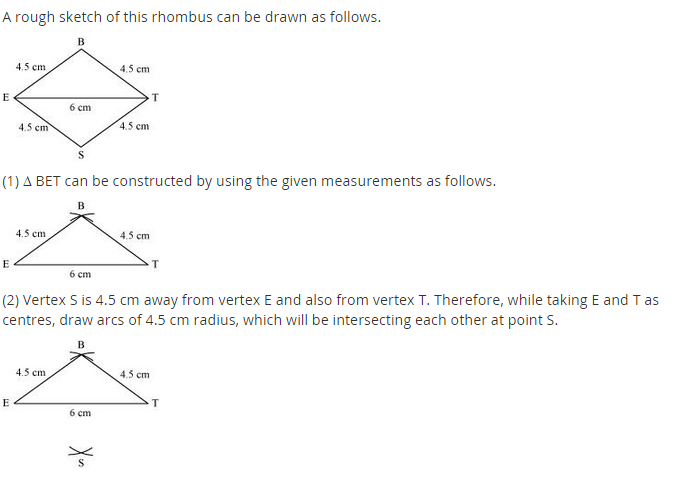 A rough sketch of this rhombus can be drawn as follows.
B
4.5 cm 4.5 cm
E T
6 cm
4.5 cm 4.5 cm
S
(1) Δ BET can be constructed by using the given measurements as follows.
B
4.5 cm 4.5 cm
E T
6 cm
(2) Vertex S is 4.5 cm away from vertex E and also from vertex T. Therefore, while taking E and T as
centres, draw arcs of 4.5 cm radius, which will be intersecting each other at point S.
B
4.5 cm 4.5 cm
E T
6 cm
S